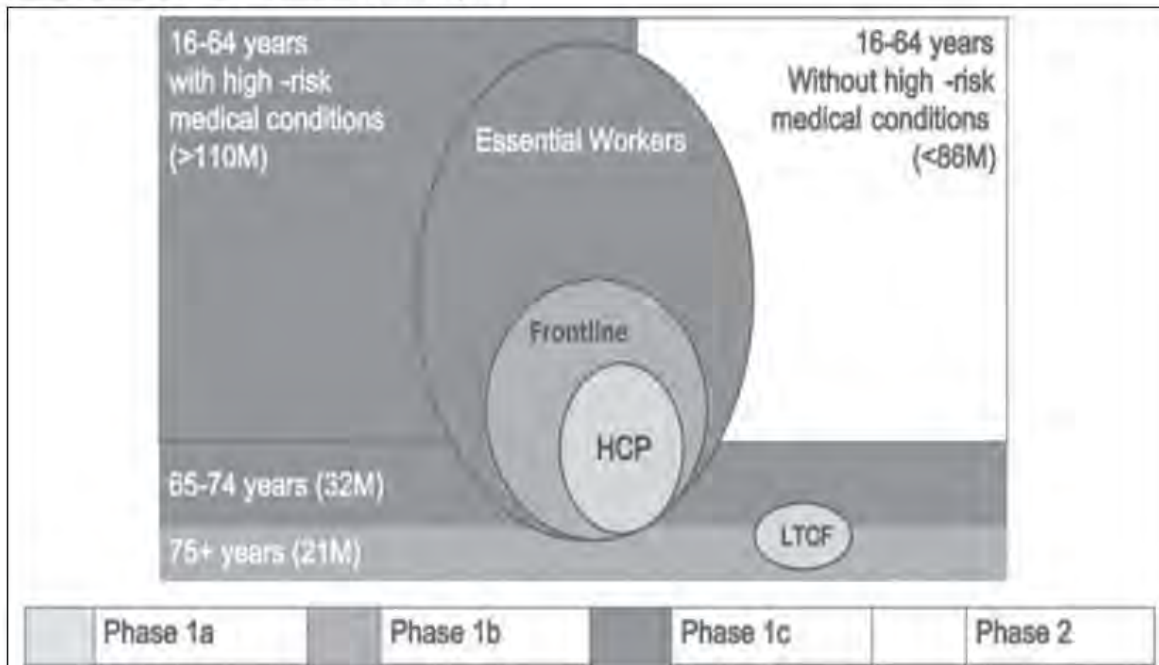 16-64 years
with high -risk
medical conditions
(>110M)
16-64 years
Without high -risk
medical conditions
(<86M)
Essential Workers
Frontline
HCP
65-74 years (32M)
75+ years (21M)
LTCF
Phase 1a
Phase 1b
Phase 1c
Phase 2